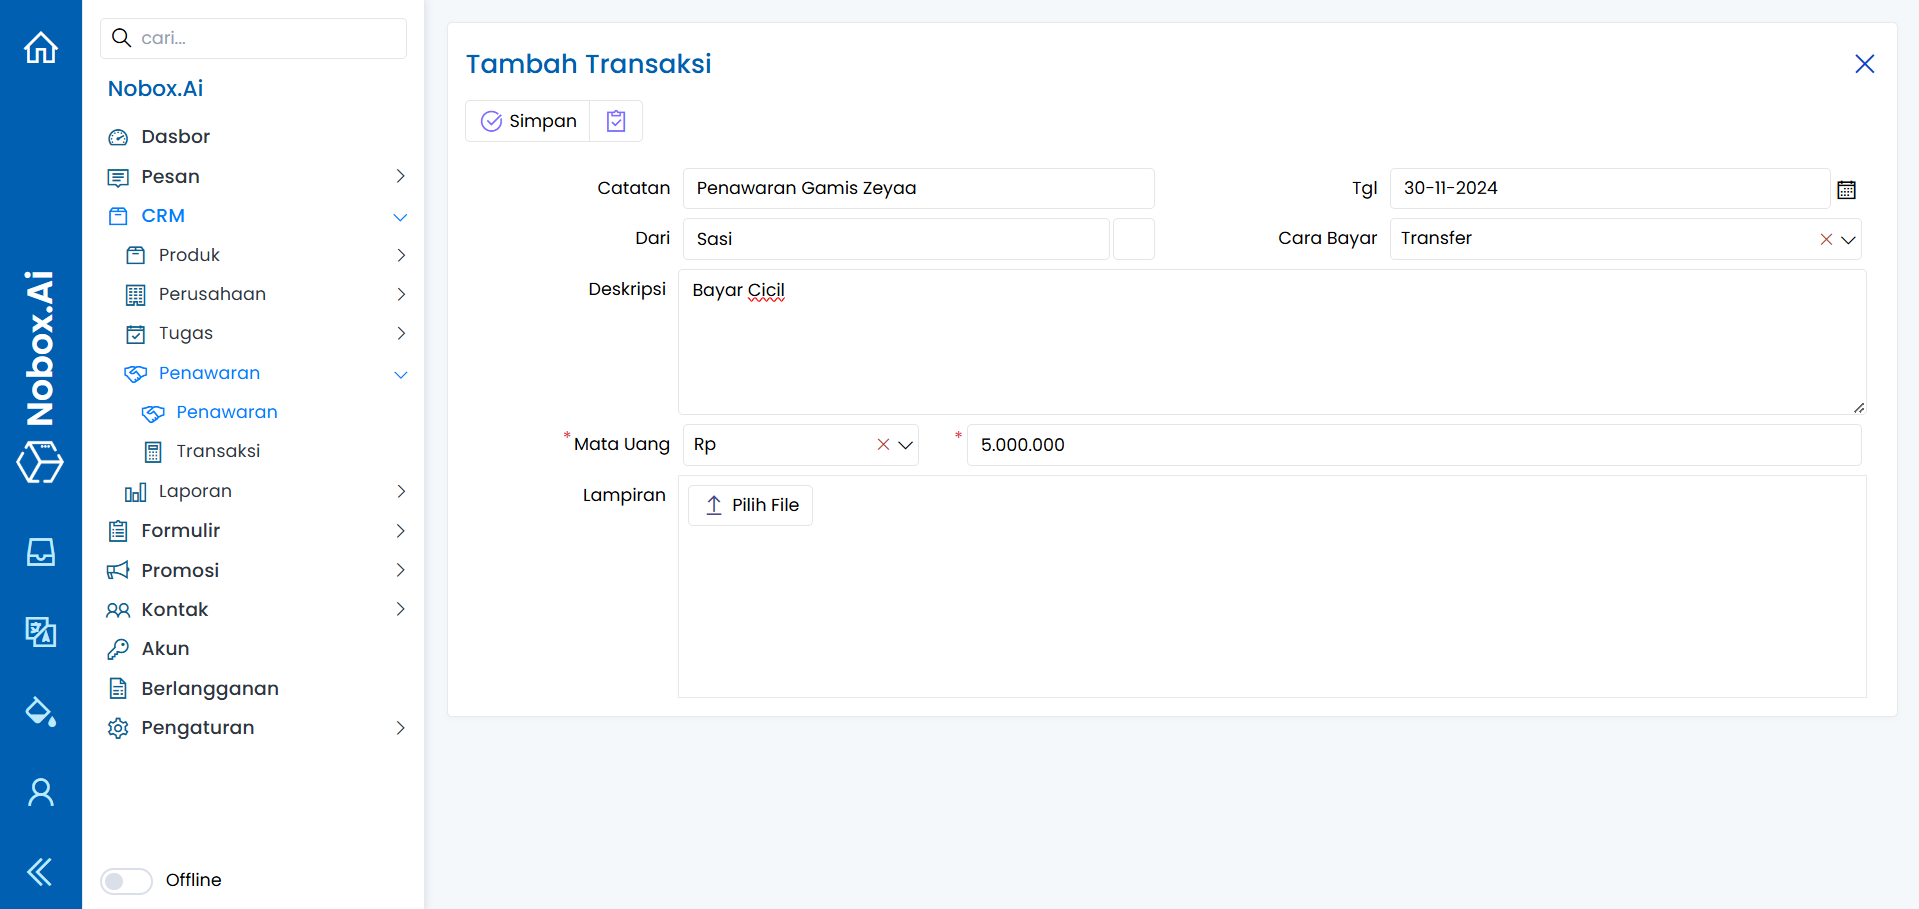 Nobox.Ai
cari...
Nobox.Ai
Dasbor
Pesan
CRM
Produk
Perusahaan
Tugas
Penawaran
Penawaran
Transaksi
Laporan
Formulir
Promosi
Kontak
Akun
Berlangganan
Pengaturan
Offline
Tambah Transaksi
Simpan
Catatan Penawaran Gamis Zeyaa Tgl 30-11-2024
Dari Sasi Cara Bayar Transfer
Deskripsi Bayar Cicil
* Mata Uang Rp * 5.000.000
Lampiran Pilih File